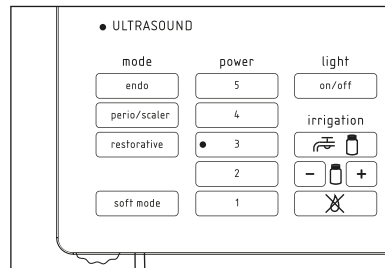 ULTRASOUND
mode power light
endo 5 on/off
perio/scaler 4
irrigation
restorative 3
2 - +
soft mode 1